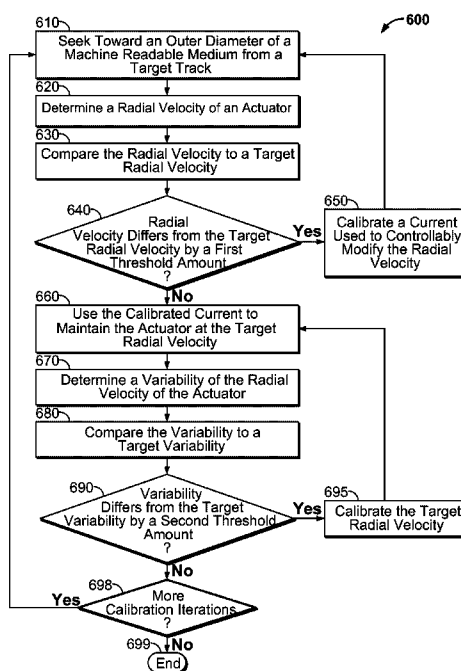 600
610
Seek Toward an Outer Diameter of a
Machine Readable Medium from a
Target Track
620
Determine a Radial Velocity of an Actuator
630
Compare the Radial Velocity to a Target
Radial Velocity
640
Radial
Velocity Differs from the Target
Radial Velocity by a First
Threshold Amount
?
Yes
650
Calibrate a Current
Used to Controllably
Modify the Radial
Velocity
No
660
Use the Calibrated Current to
Maintain the Actuator at the Target
Radial Velocity
670
Determine a Variability of the Radial
Velocity of the Actuator
680
Compare the Variability to a
Target Variability
690
Variability
Differs from the Target
Variability by a Second Threshold
Amount
?
Yes
695
Calibrate the Target
Radial Velocity
No
698
Yes
More
Calibration Iterations
?
No
699
End